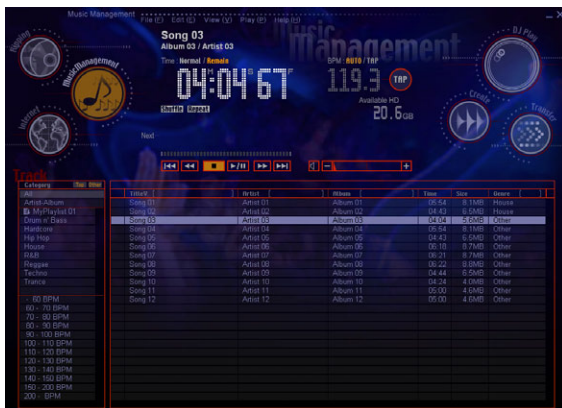 Music Management
File (F) Edit (E) View (V) Play (P) Help (H)
Music
Management
Song 03
Album 03 / Artist 03
Time : Normal / Remain
BPM : AUTO / TAP
04:04 67
119.3
TAP
Available HD
20.6 GB
Shuffle Repeat
Next
Ripping
Music Management
Internet
DJ Play
Create
Transfer
Track
Category
Title Artist Album Time Size Genre
All
Artist-Album
MyPlaylist 01
Drum n' Bass
Hardcore
Hip Hop
House
R&B
Reggae
Techno
Trance
- 60 BPM
60 - 70 BPM
70 - 80 BPM
80 - 90 BPM
90 - 100 BPM
100 - 110 BPM
110 - 120 BPM
120 - 130 BPM
130 - 140 BPM
140 - 150 BPM
150 - 200 BPM
200 - BPM
Song 01 Artist 01 Album 01 05:54 8.1MB House
Song 02 Artist 02 Album 02 04:43 6.5MB House
Song 03 Artist 03 Album 03 04:04 5.6MB Other
Song 04 Artist 04 Album 04 05:54 8.1MB Other
Song 05 Artist 05 Album 05 04:43 6.5MB Other
Song 06 Artist 06 Album 06 06:10 8.7MB Other
Song 07 Artist 07 Album 07 06:21 8.7MB Other
Song 08 Artist 08 Album 08 06:22 8.8MB Other
Song 09 Artist 09 Album 09 04:44 6.5MB Other
Song 10 Artist 10 Album 10 04:24 4.0MB Other
Song 11 Artist 11 Album 11 05:00 4.6MB Other
Song 12 Artist 12 Album 12 05:00 4.6MB Other